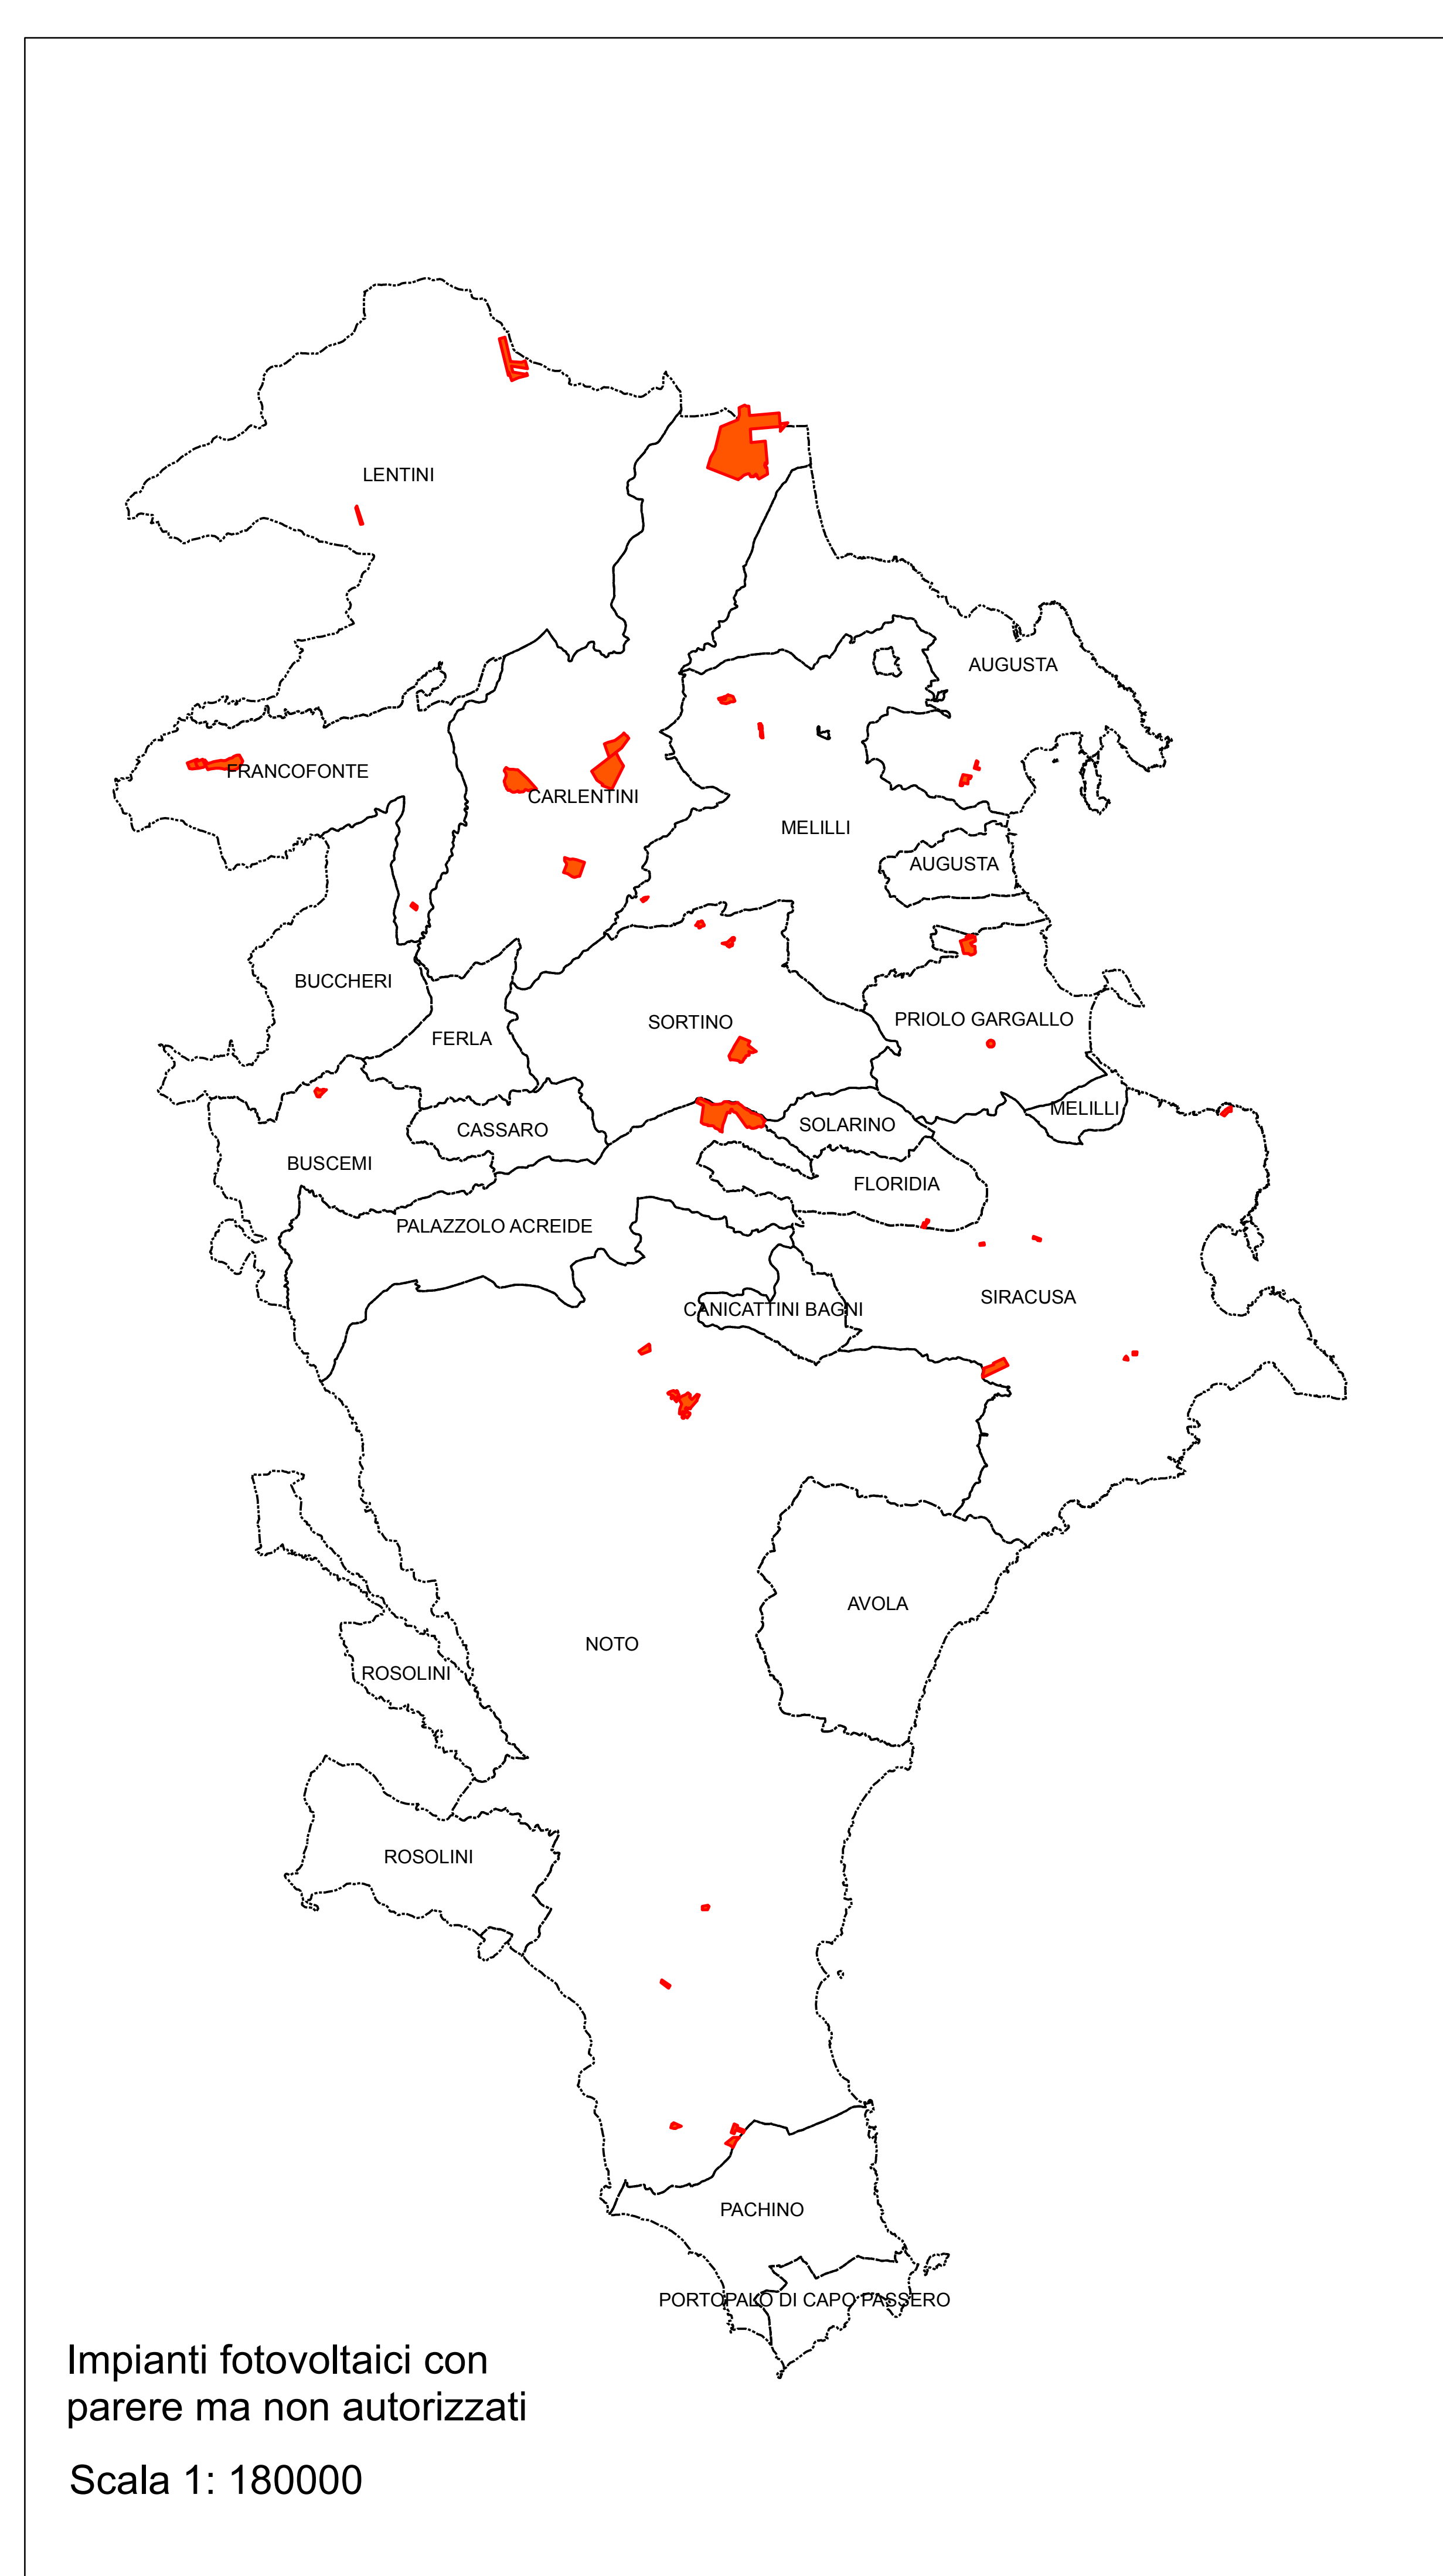 LENTINI
AUGUSTA
FRANCOFONTE
CARLENTINI
MELILLI
AUGUSTA
BUCCHERI
PRIOLO GARGALLO
SORTINO
FERLA
MELILLI
SOLARINO
CASSARO
BUSCEMI
FLORIDIA
PALAZZOLO ACREIDE
SIRACUSA
CANICATTINI BAGNI
AVOLA
NOTO
ROSOLINI
ROSOLINI
PACHINO
PORTOPALO DI CAPO PASSERO
Impianti fotovoltaici con
parere ma non autorizzati
Scala 1: 180000